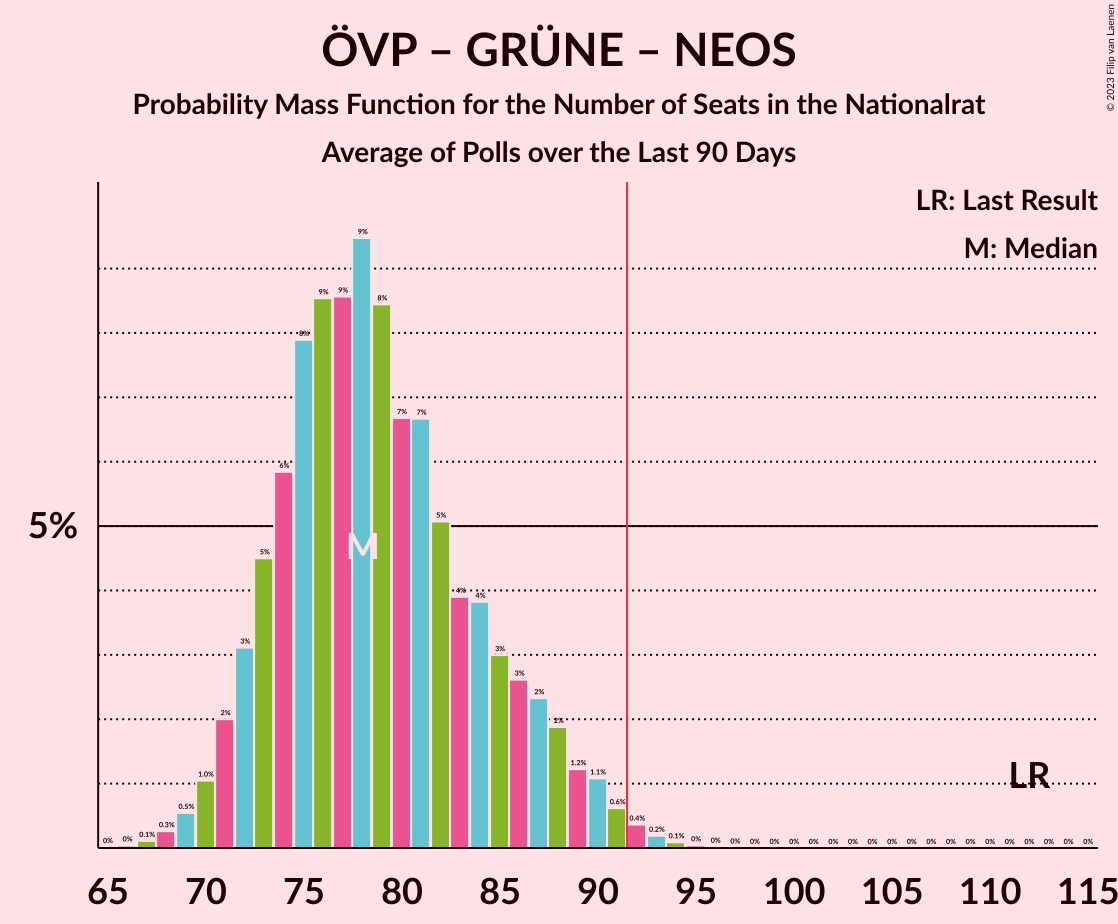 ÖVP – GRÜNE – NEOS
Probability Mass Function for the Number of Seats in the Nationalrat
Average of Polls over the Last 90 Days
© 2023 Filip van Laenen
LR: Last Result
M: Median
5%
0% 0% 0.1% 0.3% 0.5% 1.0% 2% 3% 5% 6% 8% 9% 9% 9% 8% 7% 7% 5% 4% 4% 3% 3% 2% 2% 1.2% 1.1% 0.6% 0.4% 0.2% 0.1% 0% 0% 0% 0% 0% 0% 0% 0% 0% 0% 0% 0% 0% 0% 0% 0% 0% 0% 0% 0% 0%
M
LR
65 70 75 80 85 90 95 100 105 110 115